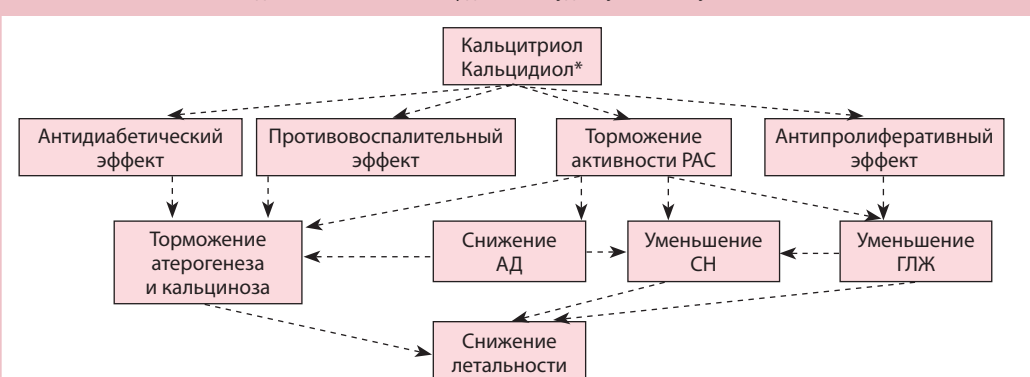 Кальцитриол
Кальцидиол*
Антидиабетический
эффект
Противовоспалительный
эффект
Торможение
активности РАС
Антипролиферативный
эффект
Торможение
атерогенеза
и кальциноза
Снижение
АД
Уменьшение
СН
Уменьшение
ГЛЖ
Снижение
летальности